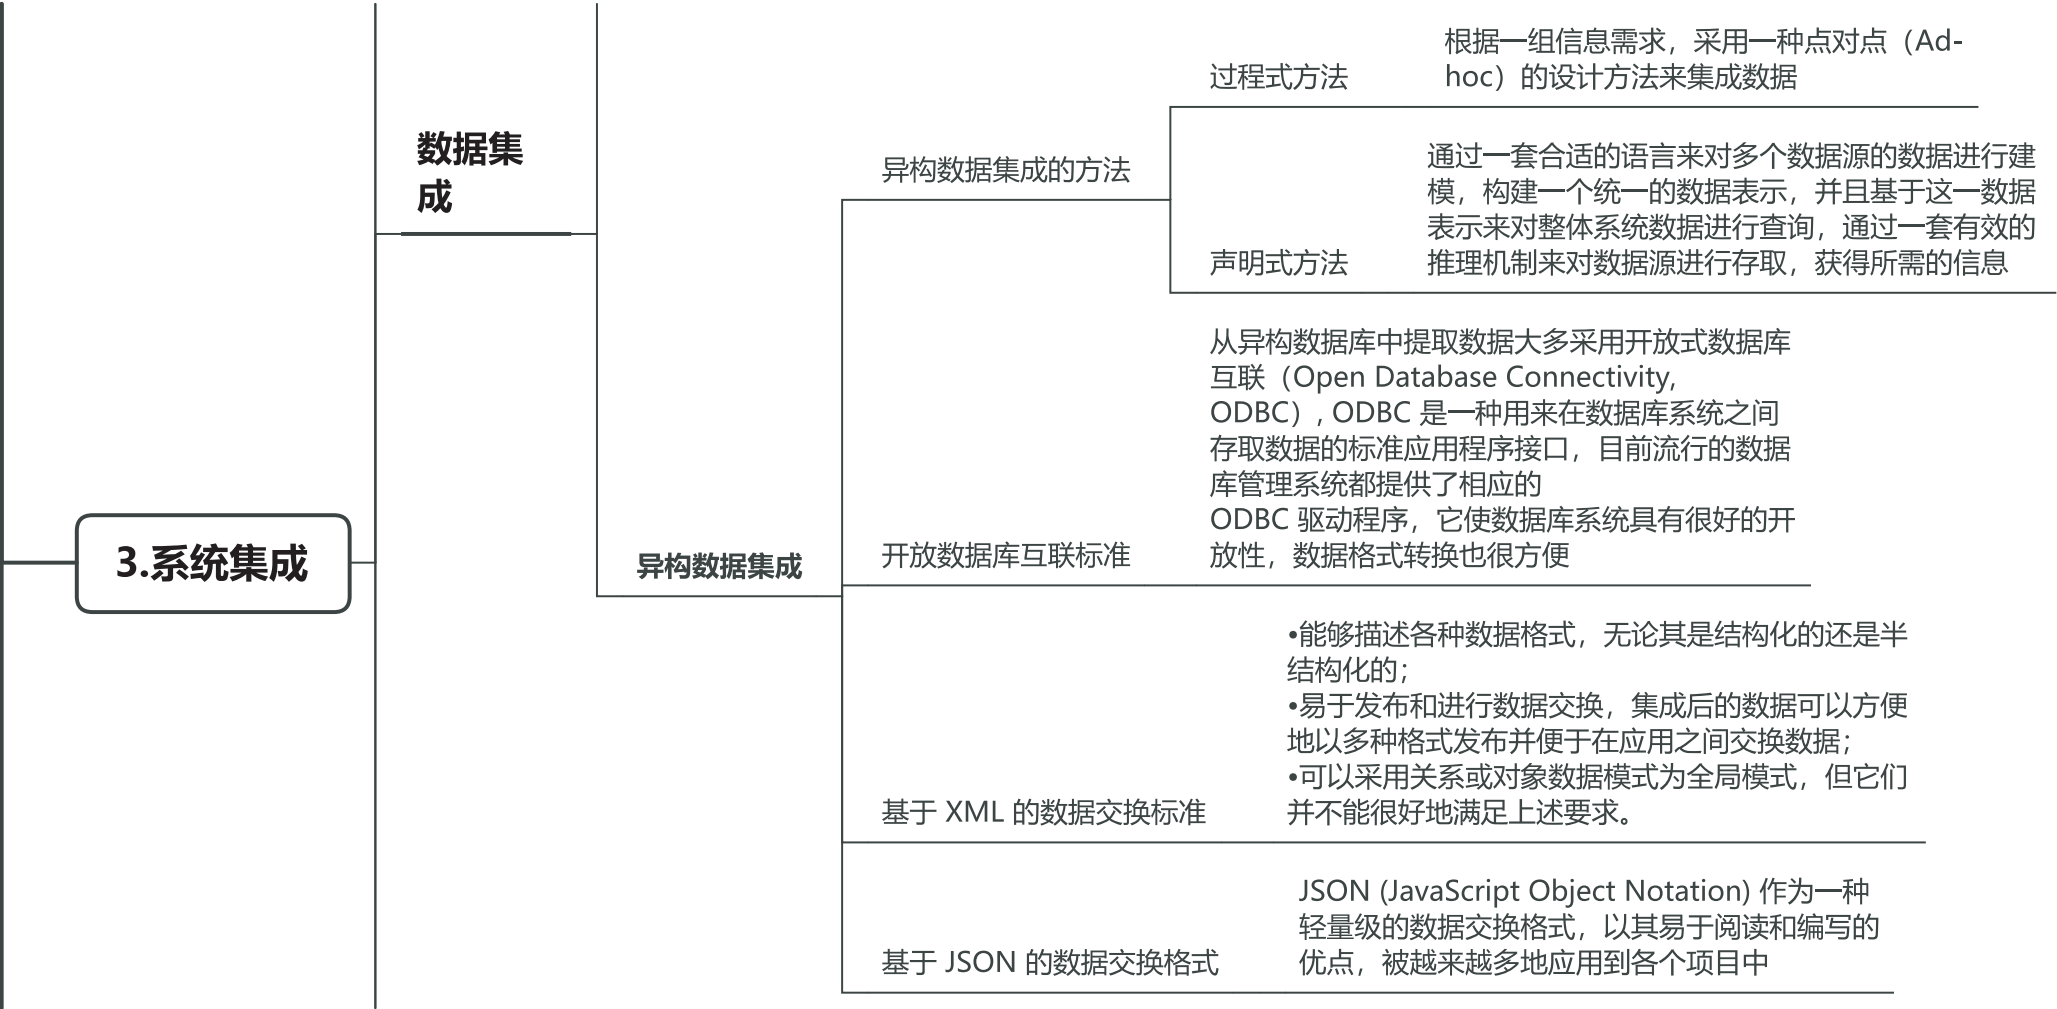 3.系统集成
数据集
成
异构数据集成
异构数据集成的方法
过程式方法
根据一组信息需求，采用一种点对点（Ad-
hoc）的设计方法来集成数据
声明式方法
通过一套合适的语言来对多个数据源的数据进行建
模，构建一个统一的数据表示，并且基于这一数据
表示来对整体系统数据进行查询，通过一套有效的
推理机制来对数据源进行存取，获得所需的信息
开放数据库互联标准
从异构数据库中提取数据大多采用开放式数据库
互联（Open Database Connectivity,
ODBC）, ODBC 是一种用来在数据库系统之间
存取数据的标准应用程序接口，目前流行的数据
库管理系统都提供了相应的
ODBC 驱动程序，它使数据库系统具有很好的开
放性，数据格式转换也很方便
基于 XML 的数据交换标准
•能够描述各种数据格式，无论其是结构化的还是半
结构化的；
•易于发布和进行数据交换，集成后的数据可以方便
地以多种格式发布并便于在应用之间交换数据；
•可以采用关系或对象数据模式为全局模式，但它们
并不能很好地满足上述要求。
基于 JSON 的数据交换格式
JSON (JavaScript Object Notation) 作为一种
轻量级的数据交换格式，以其易于阅读和编写的
优点，被越来越多地应用到各个项目中